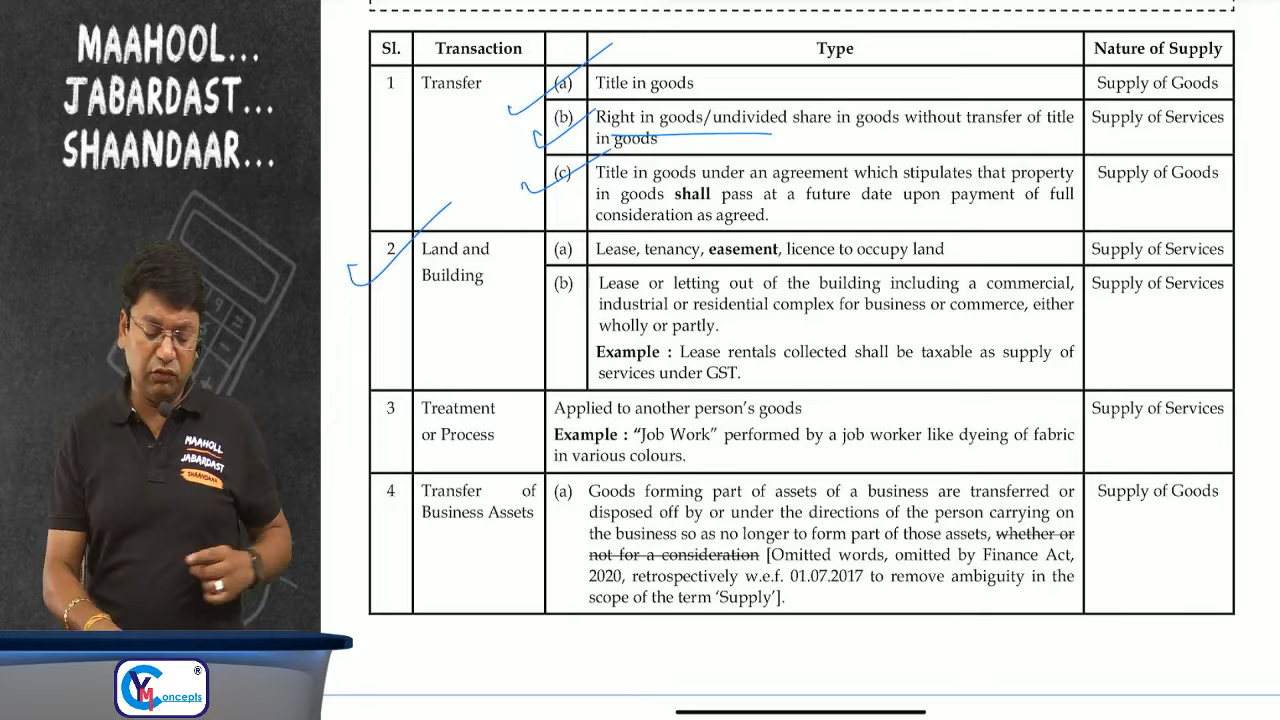 MAAHOOL...
JABARDAST...
SHAANDAAR...
Sl. Transaction Type Nature of Supply
1 Transfer (a) Title in goods Supply of Goods
(b) Right in goods/undivided share in goods without transfer of title Supply of Services
in goods
(c) Title in goods under an agreement which stipulates that property Supply of Goods
in goods shall pass at a future date upon payment of full
consideration as agreed.
2 Land and (a) Lease, tenancy, easement, licence to occupy land Supply of Services
Building
(b) Lease or letting out of the building including a commercial, Supply of Services
industrial or residential complex for business or commerce, either
wholly or partly.
Example : Lease rentals collected shall be taxable as supply of
services under GST.
3 Treatment Applied to another person's goods Supply of Services
or Process Example : "Job Work" performed by a job worker like dyeing of fabric
in various colours.
4 Transfer of (a) Goods forming part of assets of a business are transferred or Supply of Goods
Business Assets disposed off by or under the directions of the person carrying on
the business so as no longer to form part of those assets, whether or
not for a consideration [Omitted words, omitted by Finance Act,
2020, retrospectively w.e.f. 01.07.2017 to remove ambiguity in the
scope of the term 'Supply'].
MAAHOLL
JABARDAST
SHAANDAAR
CYM oncepts ®